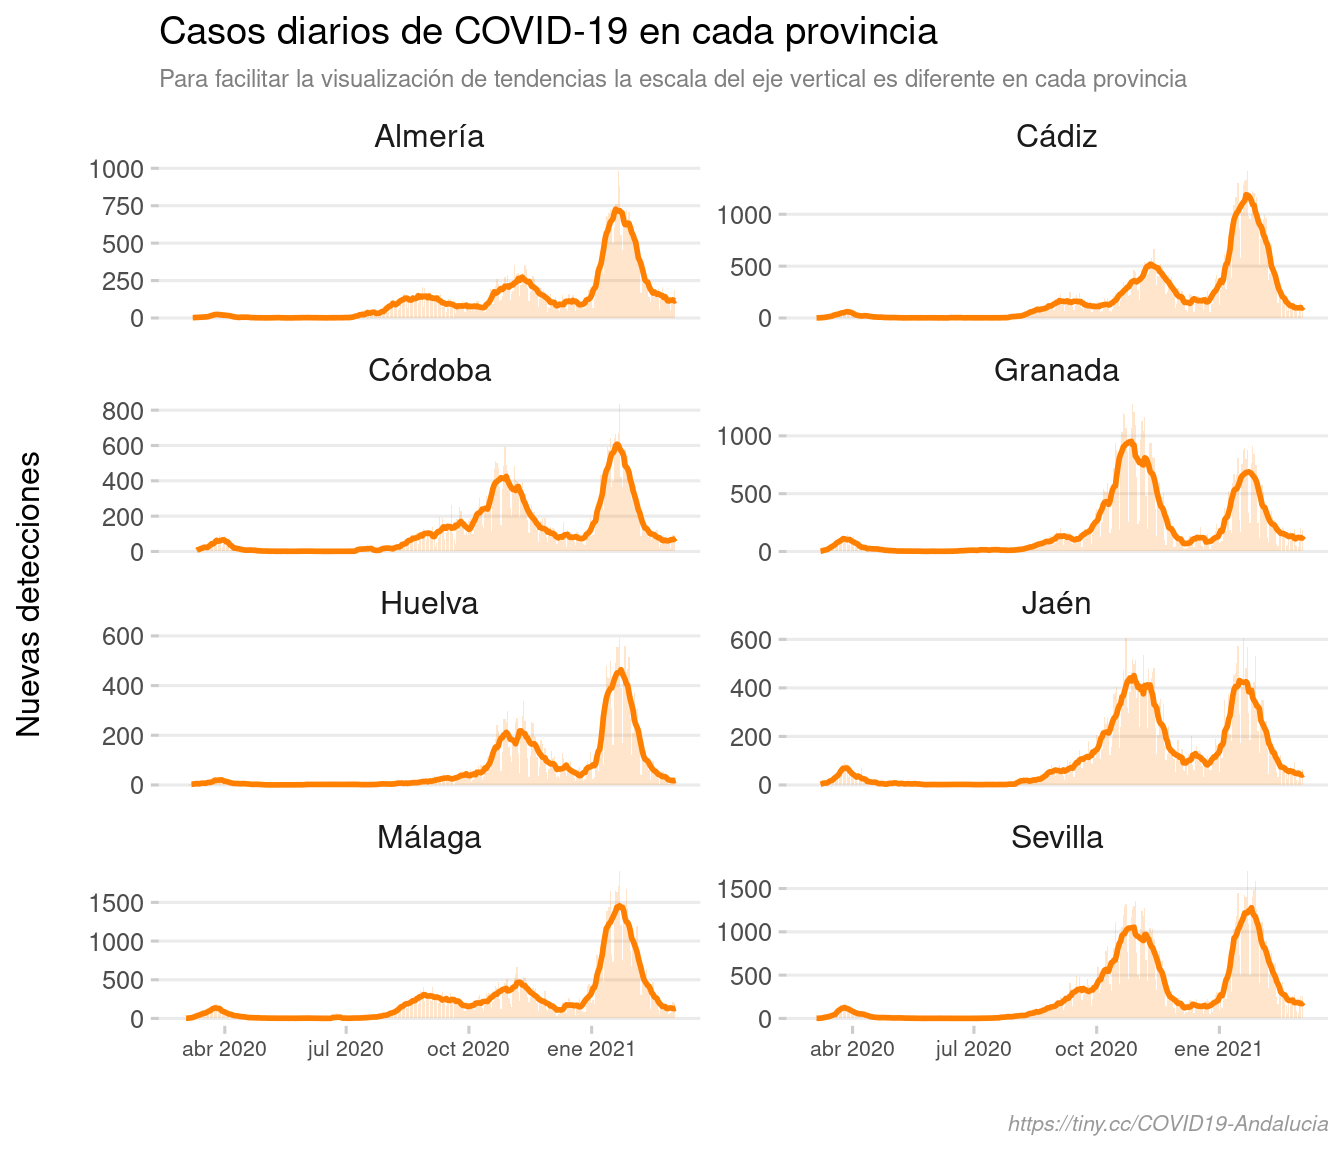 Casos diarios de COVID-19 en cada provincia
Para facilitar la visualización de tendencias la escala del eje vertical es diferente en cada provincia
Nuevas detecciones
Almería
1000
750
500
250
0
Cádiz
1000
500
0
Córdoba
800
600
400
200
0
Granada
1000
500
0
Huelva
600
400
200
0
Jaén
600
400
200
0
Málaga
1500
1000
500
0
abr 2020 jul 2020 oct 2020 ene 2021
Sevilla
1500
1000
500
0
abr 2020 jul 2020 oct 2020 ene 2021
https://tiny.cc/COVID19-Andalucia